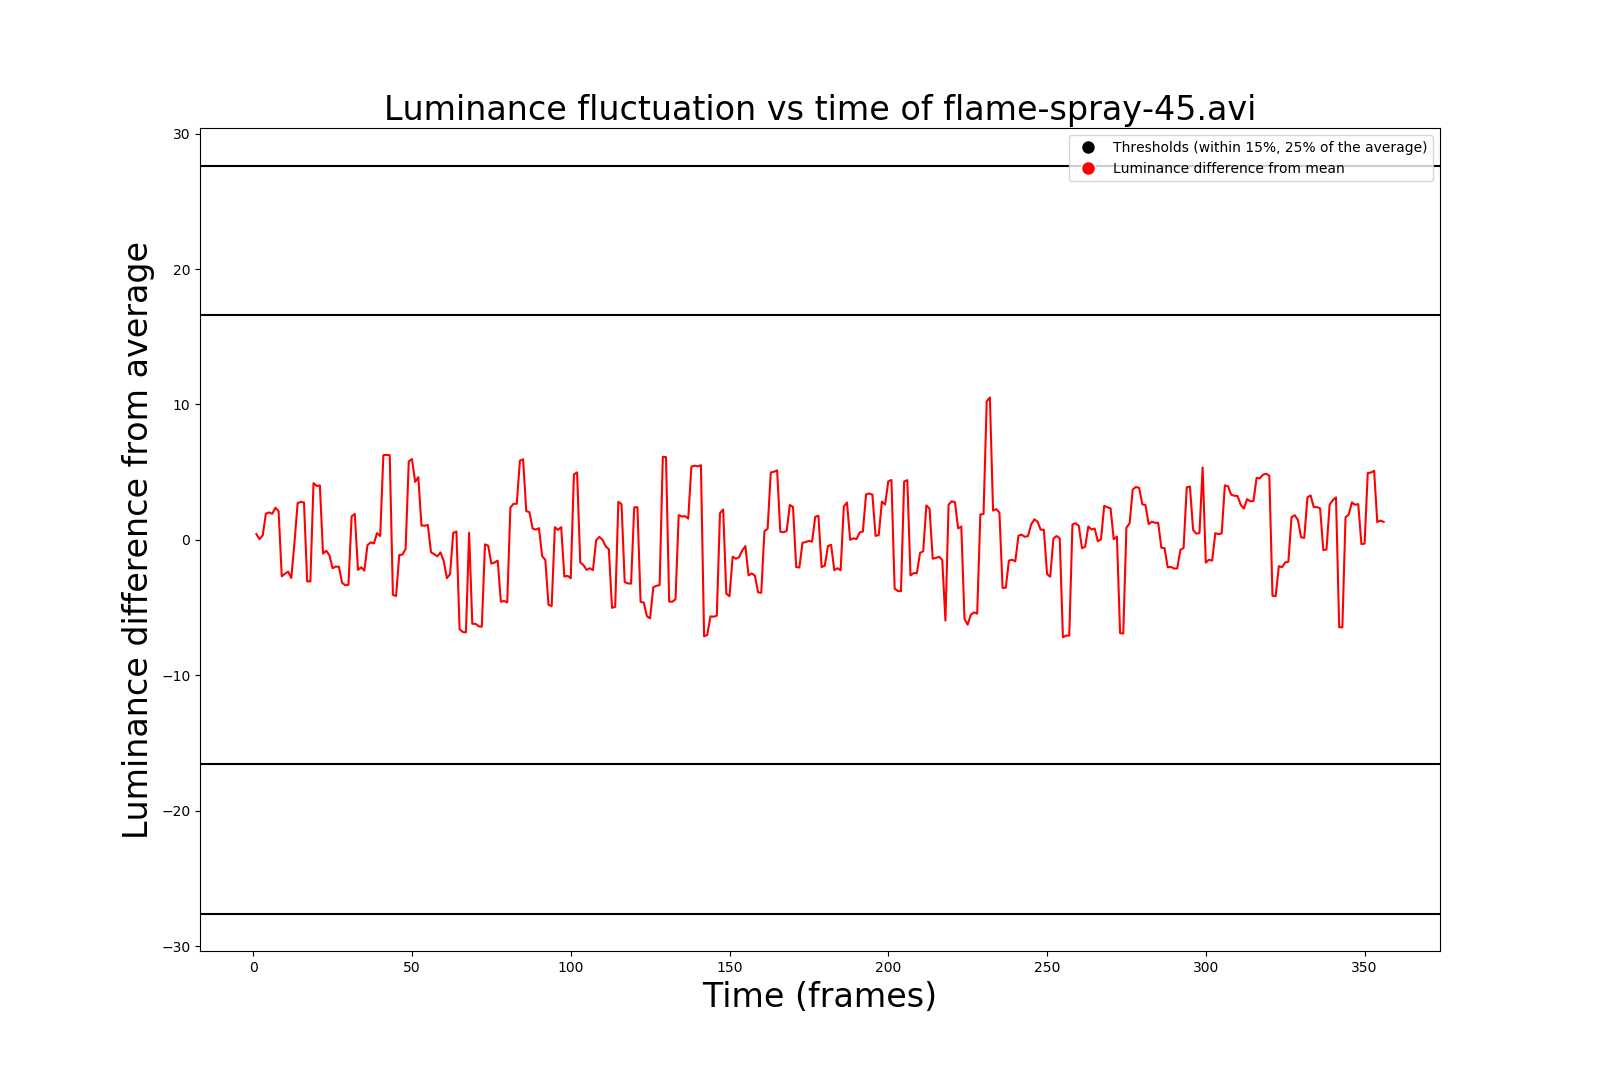 Luminance fluctuation vs time of flame-spray-45.avi
Thresholds (within 15%, 25% of the average)
Luminance difference from mean
Luminance difference from average
30
20
10
0
−10
−20
−30
0 50 100 150 200 250 300 350
Time (frames)